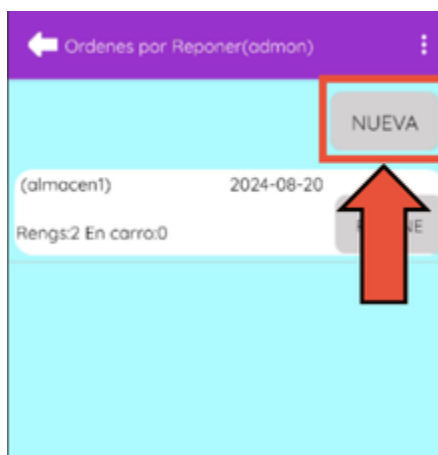 Ordenes por Reponer(admon)
NUEVA
(almacen1) 2024-08-20
Rengs:2 En carro:0